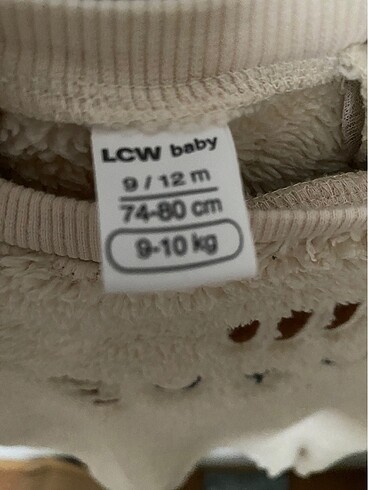 LCW baby
9 / 12 m
74-80 cm
9-10 kg